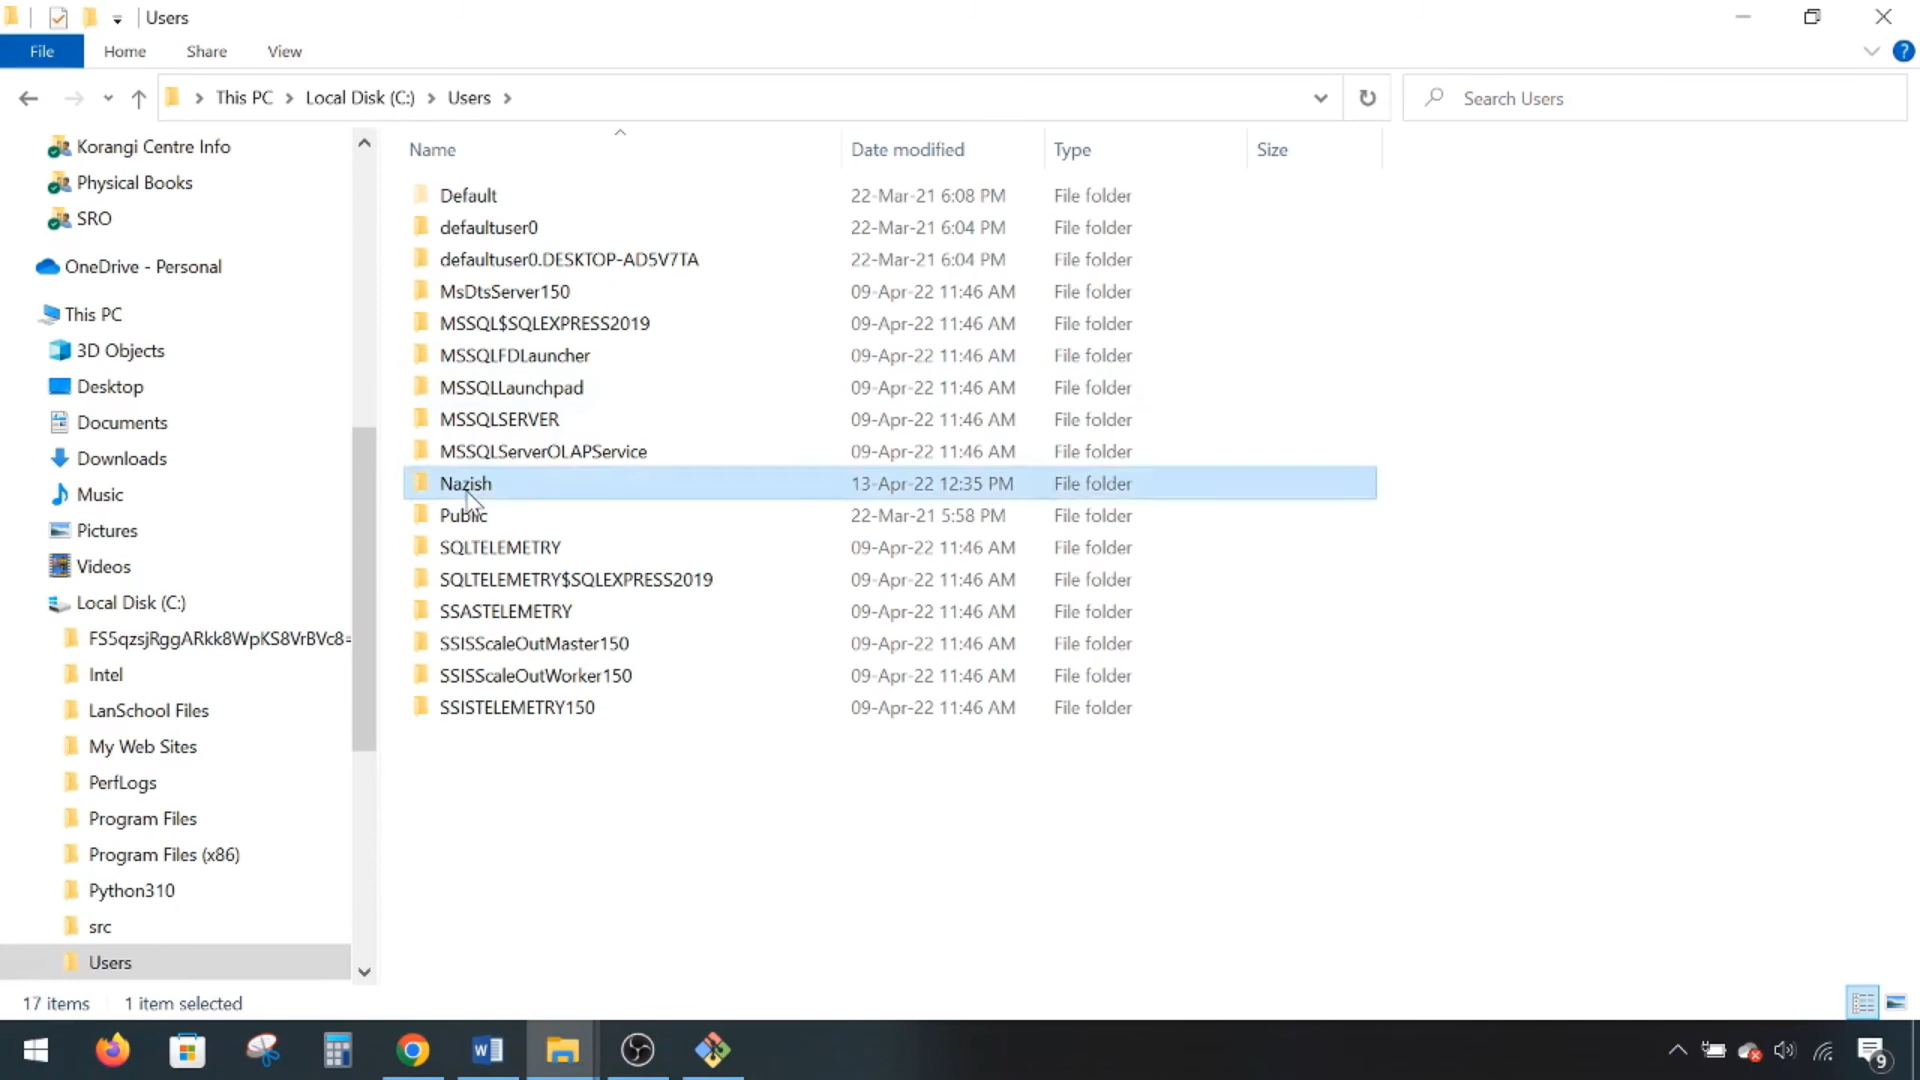 Users
File
Home
Share
View
?
This PC
Local Disk (C:)
Users
Search Users
Korangi Centre Info
Physical Books
SRO
OneDrive - Personal
This PC
3D Objects
Desktop
Documents
Downloads
Music
Pictures
Videos
Local Disk (C:)
FS5qzsjRggARkk8WpKS8VrBVc8=
Intel
LanSchool Files
My Web Sites
PerfLogs
Program Files
Program Files (x86)
Python310
src
Users
Name Date modified Type Size
Default 22-Mar-21 6:08 PM File folder
defaultuser0 22-Mar-21 6:04 PM File folder
defaultuser0.DESKTOP-AD5V7TA 22-Mar-21 6:04 PM File folder
MsDtsServer150 09-Apr-22 11:46 AM File folder
MSSQL$SQLEXPRESS2019 09-Apr-22 11:46 AM File folder
MSSQLFDLauncher 09-Apr-22 11:46 AM File folder
MSSQLLaunchpad 09-Apr-22 11:46 AM File folder
MSSQLSERVER 09-Apr-22 11:46 AM File folder
MSSQLServerOLAPService 09-Apr-22 11:46 AM File folder
Nazish 13-Apr-22 12:35 PM File folder
Public 22-Mar-21 5:58 PM File folder
SQLTELEMETRY 09-Apr-22 11:46 AM File folder
SQLTELEMETRY$SQLEXPRESS2019 09-Apr-22 11:46 AM File folder
SSASTELEMETRY 09-Apr-22 11:46 AM File folder
SSISScaleOutMaster150 09-Apr-22 11:46 AM File folder
SSISScaleOutWorker150 09-Apr-22 11:46 AM File folder
SSISTELEMETRY150 09-Apr-22 11:46 AM File folder
17 items 1 item selected
W
9